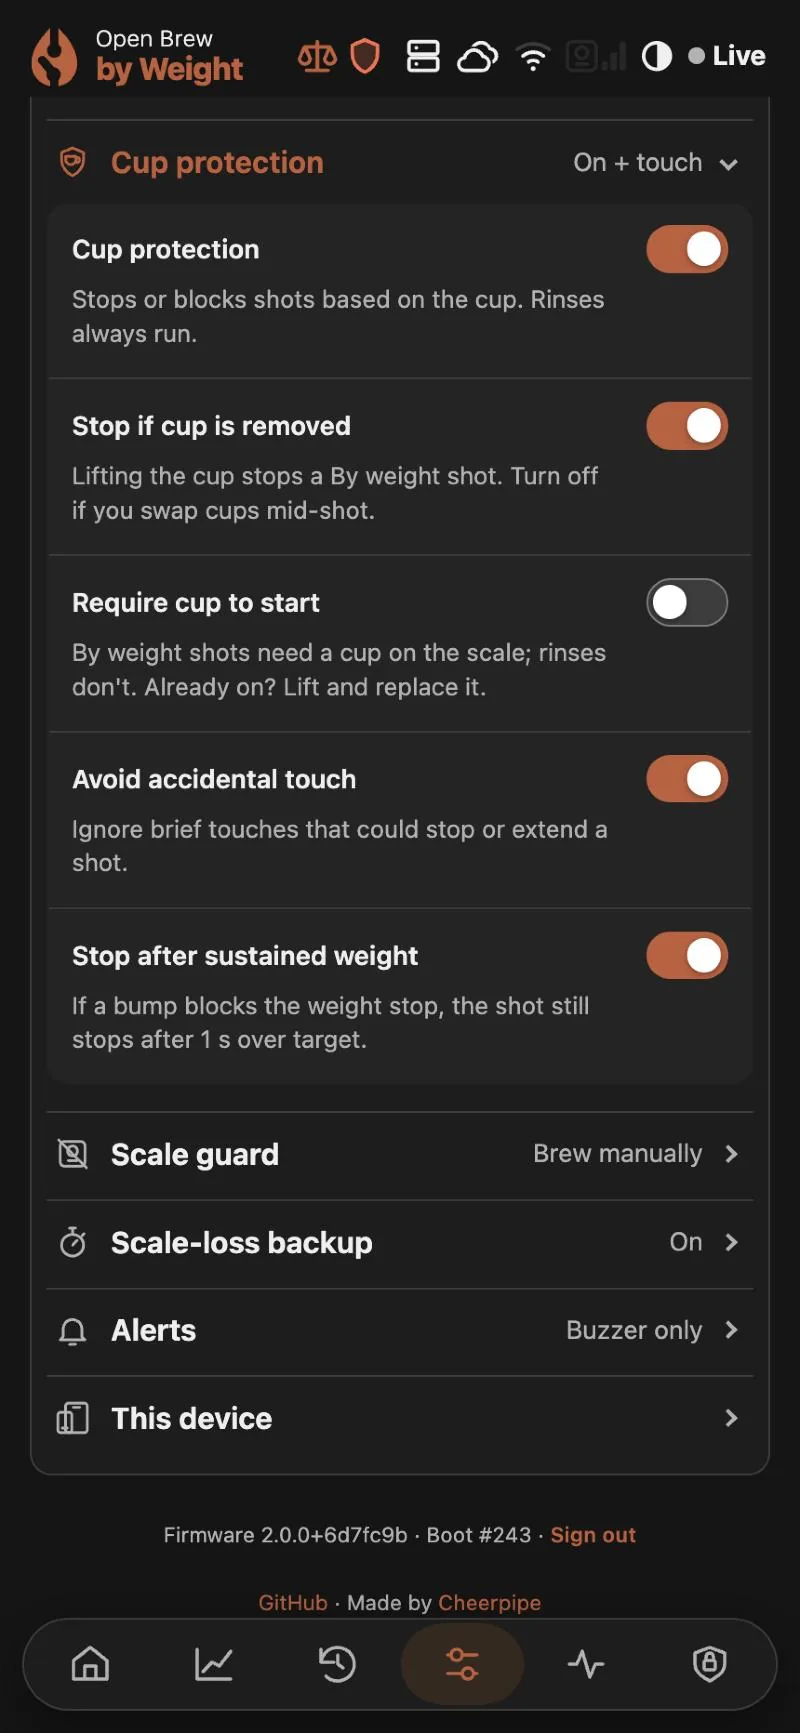 Open Brew
by Weight
Live
Cup protection
On + touch
Cup protection
Stops or blocks shots based on the cup. Rinses
always run.
Stop if cup is removed
Lifting the cup stops a By weight shot. Turn off
if you swap cups mid-shot.
Require cup to start
By weight shots need a cup on the scale; rinses
don't. Already on? Lift and replace it.
Avoid accidental touch
Ignore brief touches that could stop or extend a
shot.
Stop after sustained weight
If a bump blocks the weight stop, the shot still
stops after 1 s over target.
Scale guard
Brew manually
Scale-loss backup
On
Alerts
Buzzer only
This device
Firmware 2.0.0+6d7fc9b · Boot #243 · Sign out
GitHub · Made by Cheerpipe